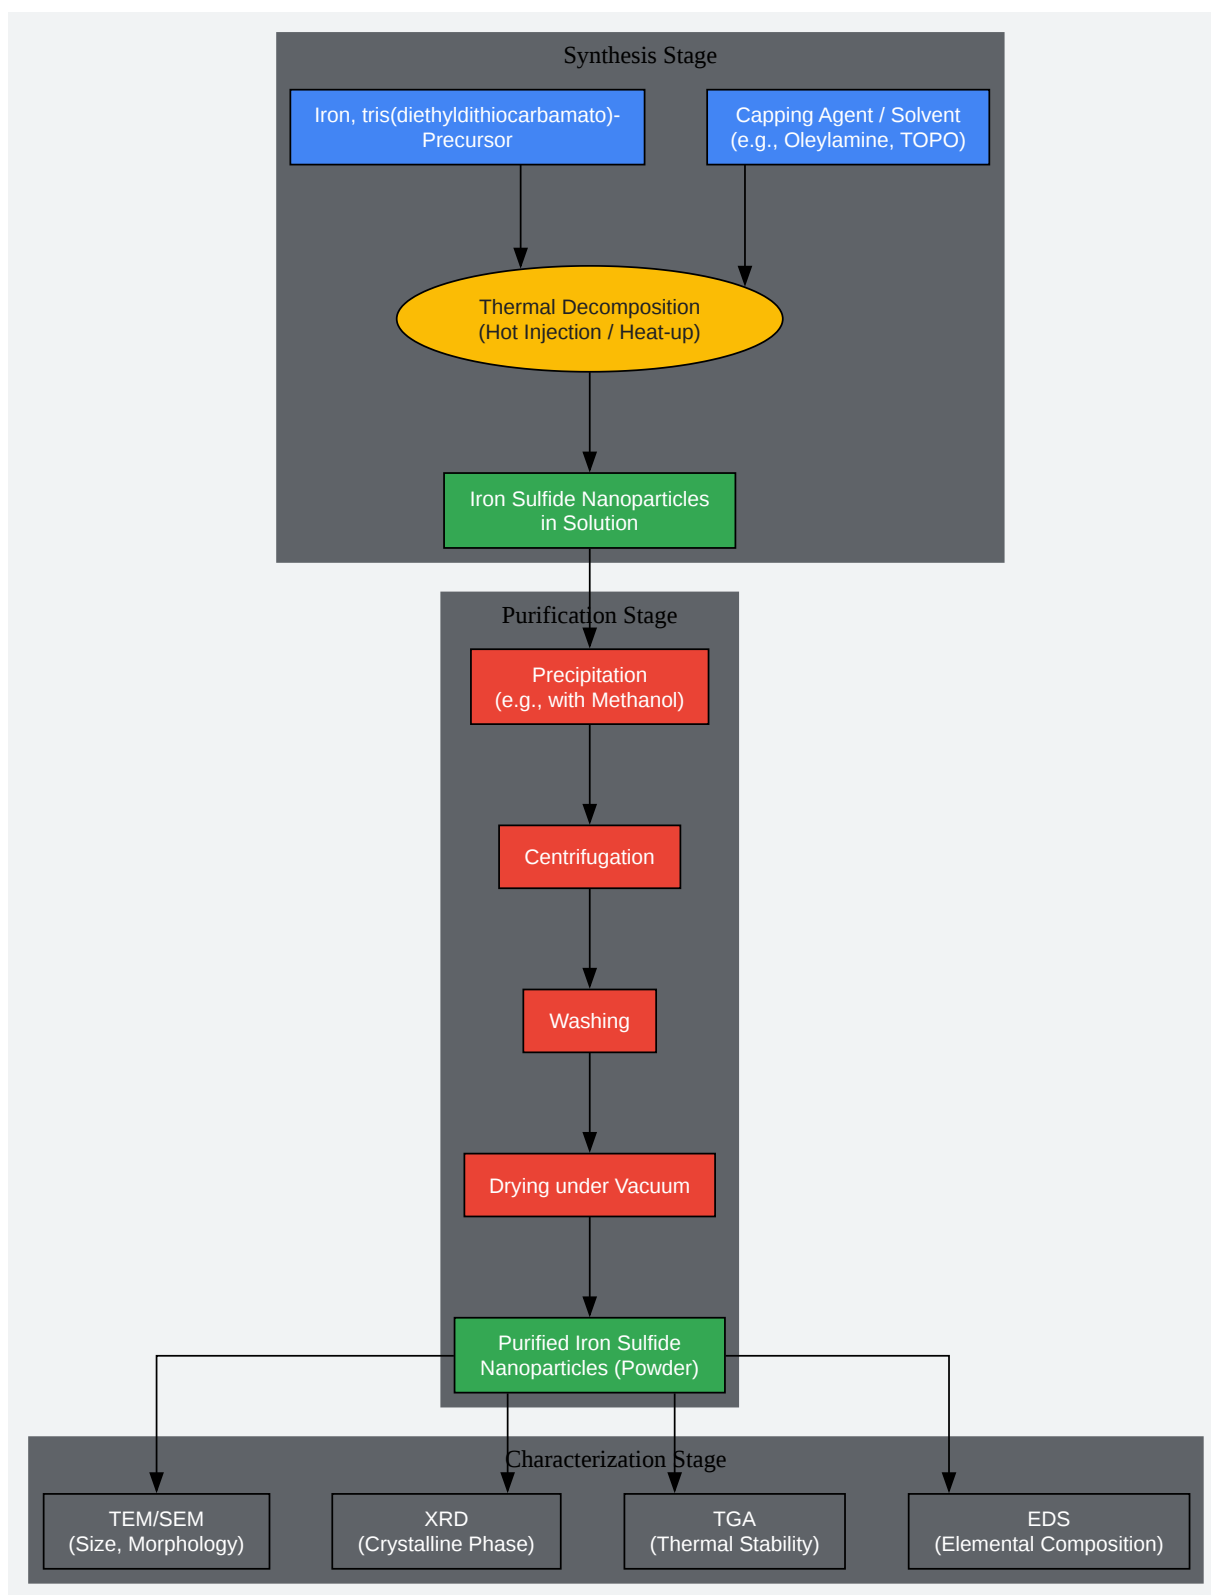 Synthesis Stage
Iron, tris(diethyldithiocarbamato)-
Precursor
Capping Agent / Solvent
(e.g., Oleylamine, TOPO)
Thermal Decomposition
(Hot Injection / Heat-up)
Iron Sulfide Nanoparticles
in Solution
Purification Stage
Precipitation
(e.g., with Methanol)
Centrifugation
Washing
Drying under Vacuum
Purified Iron Sulfide
Nanoparticles (Powder)
Characterization Stage
TEM/SEM
(Size, Morphology)
XRD
(Crystalline Phase)
TGA
(Thermal Stability)
EDS
(Elemental Composition)